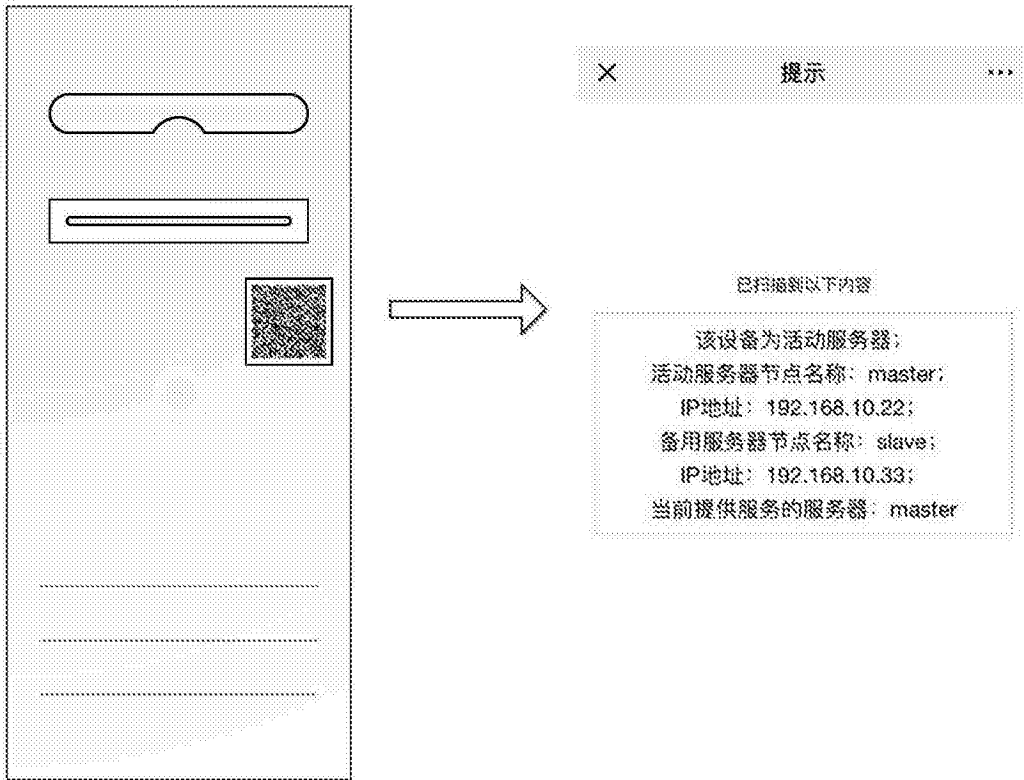 提示
已扫描到以下内容
该设备为活动服务器;
活动服务器节点名称：master;
IP地址：192.168.10.22;
备用服务器节点名称：slave;
IP地址：192.168.10.33;
当前提供服务的服务器：master